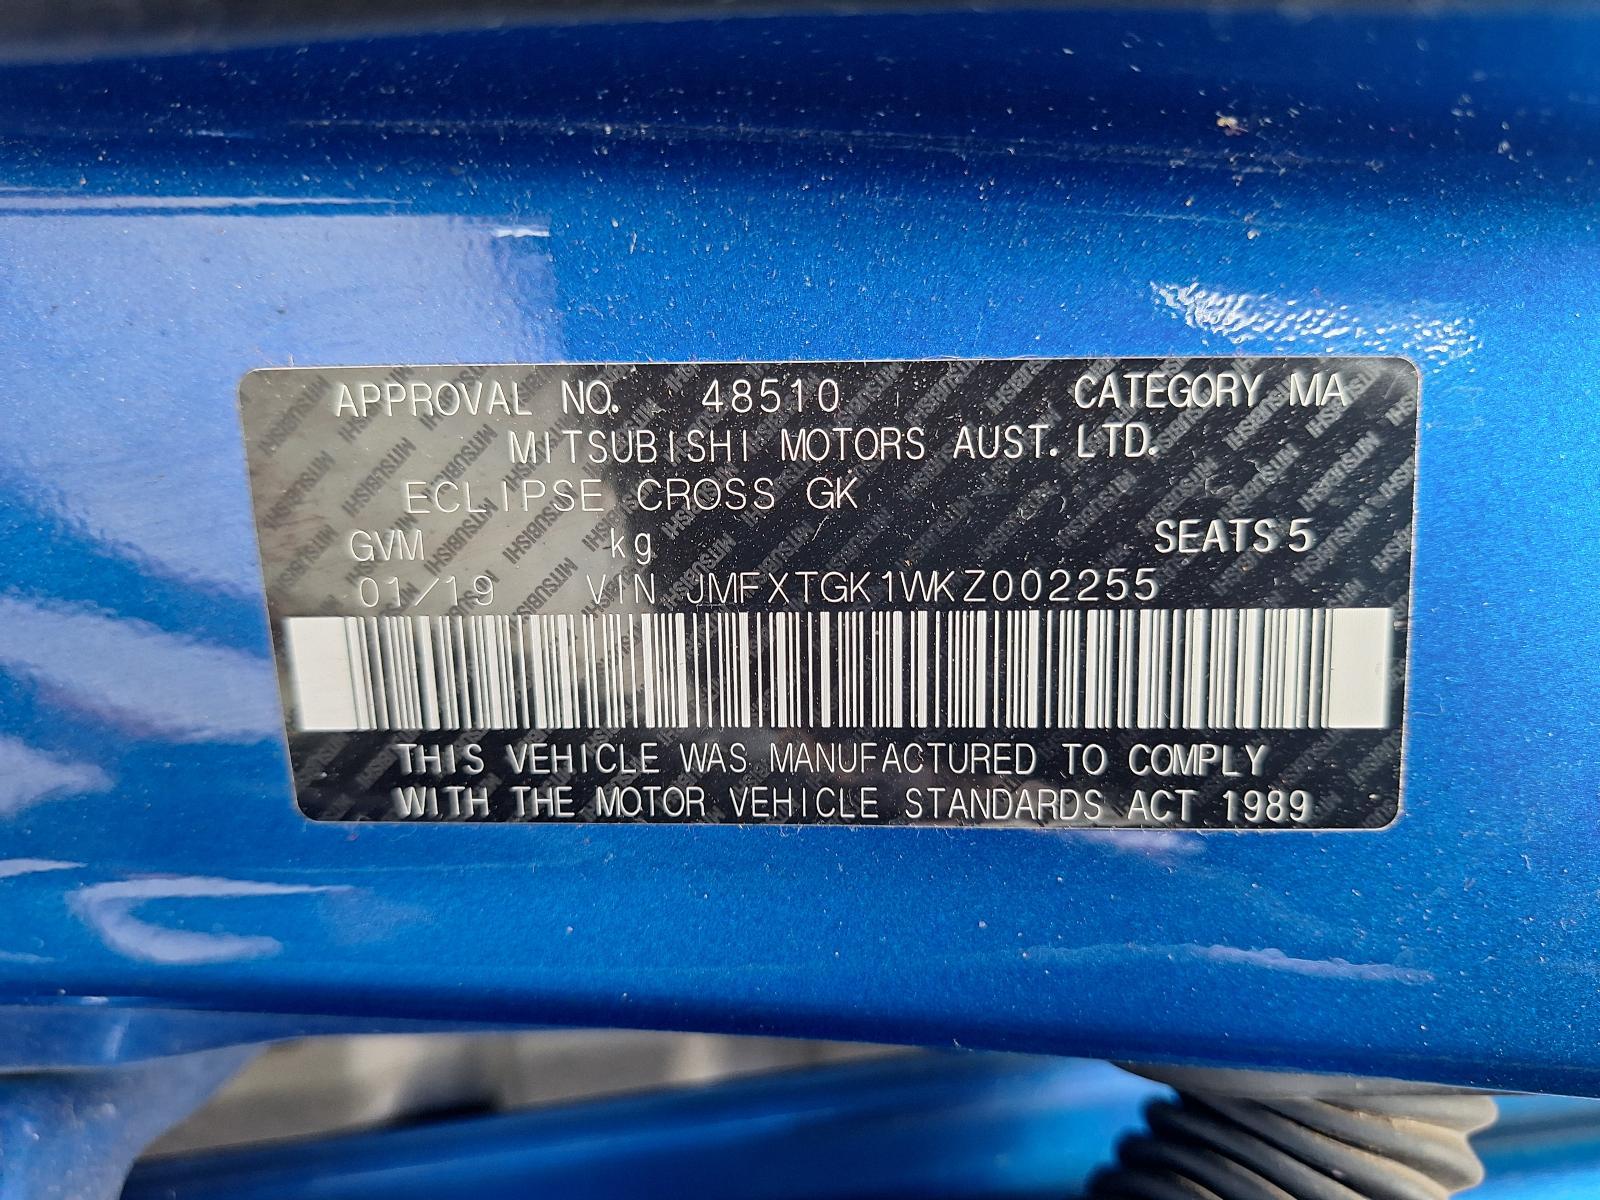 APPROVAL NO. 48510 CATEGORY MA
MITSUBISHI MOTORS AUST. LTD.
ECLIPSE CROSS GK
GVM kg SEATS 5
01/19 VIN JMFXTGK1WKZ002255
THIS VEHICLE WAS MANUFACTURED TO COMPLY
WITH THE MOTOR VEHICLE STANDARDS ACT 1989